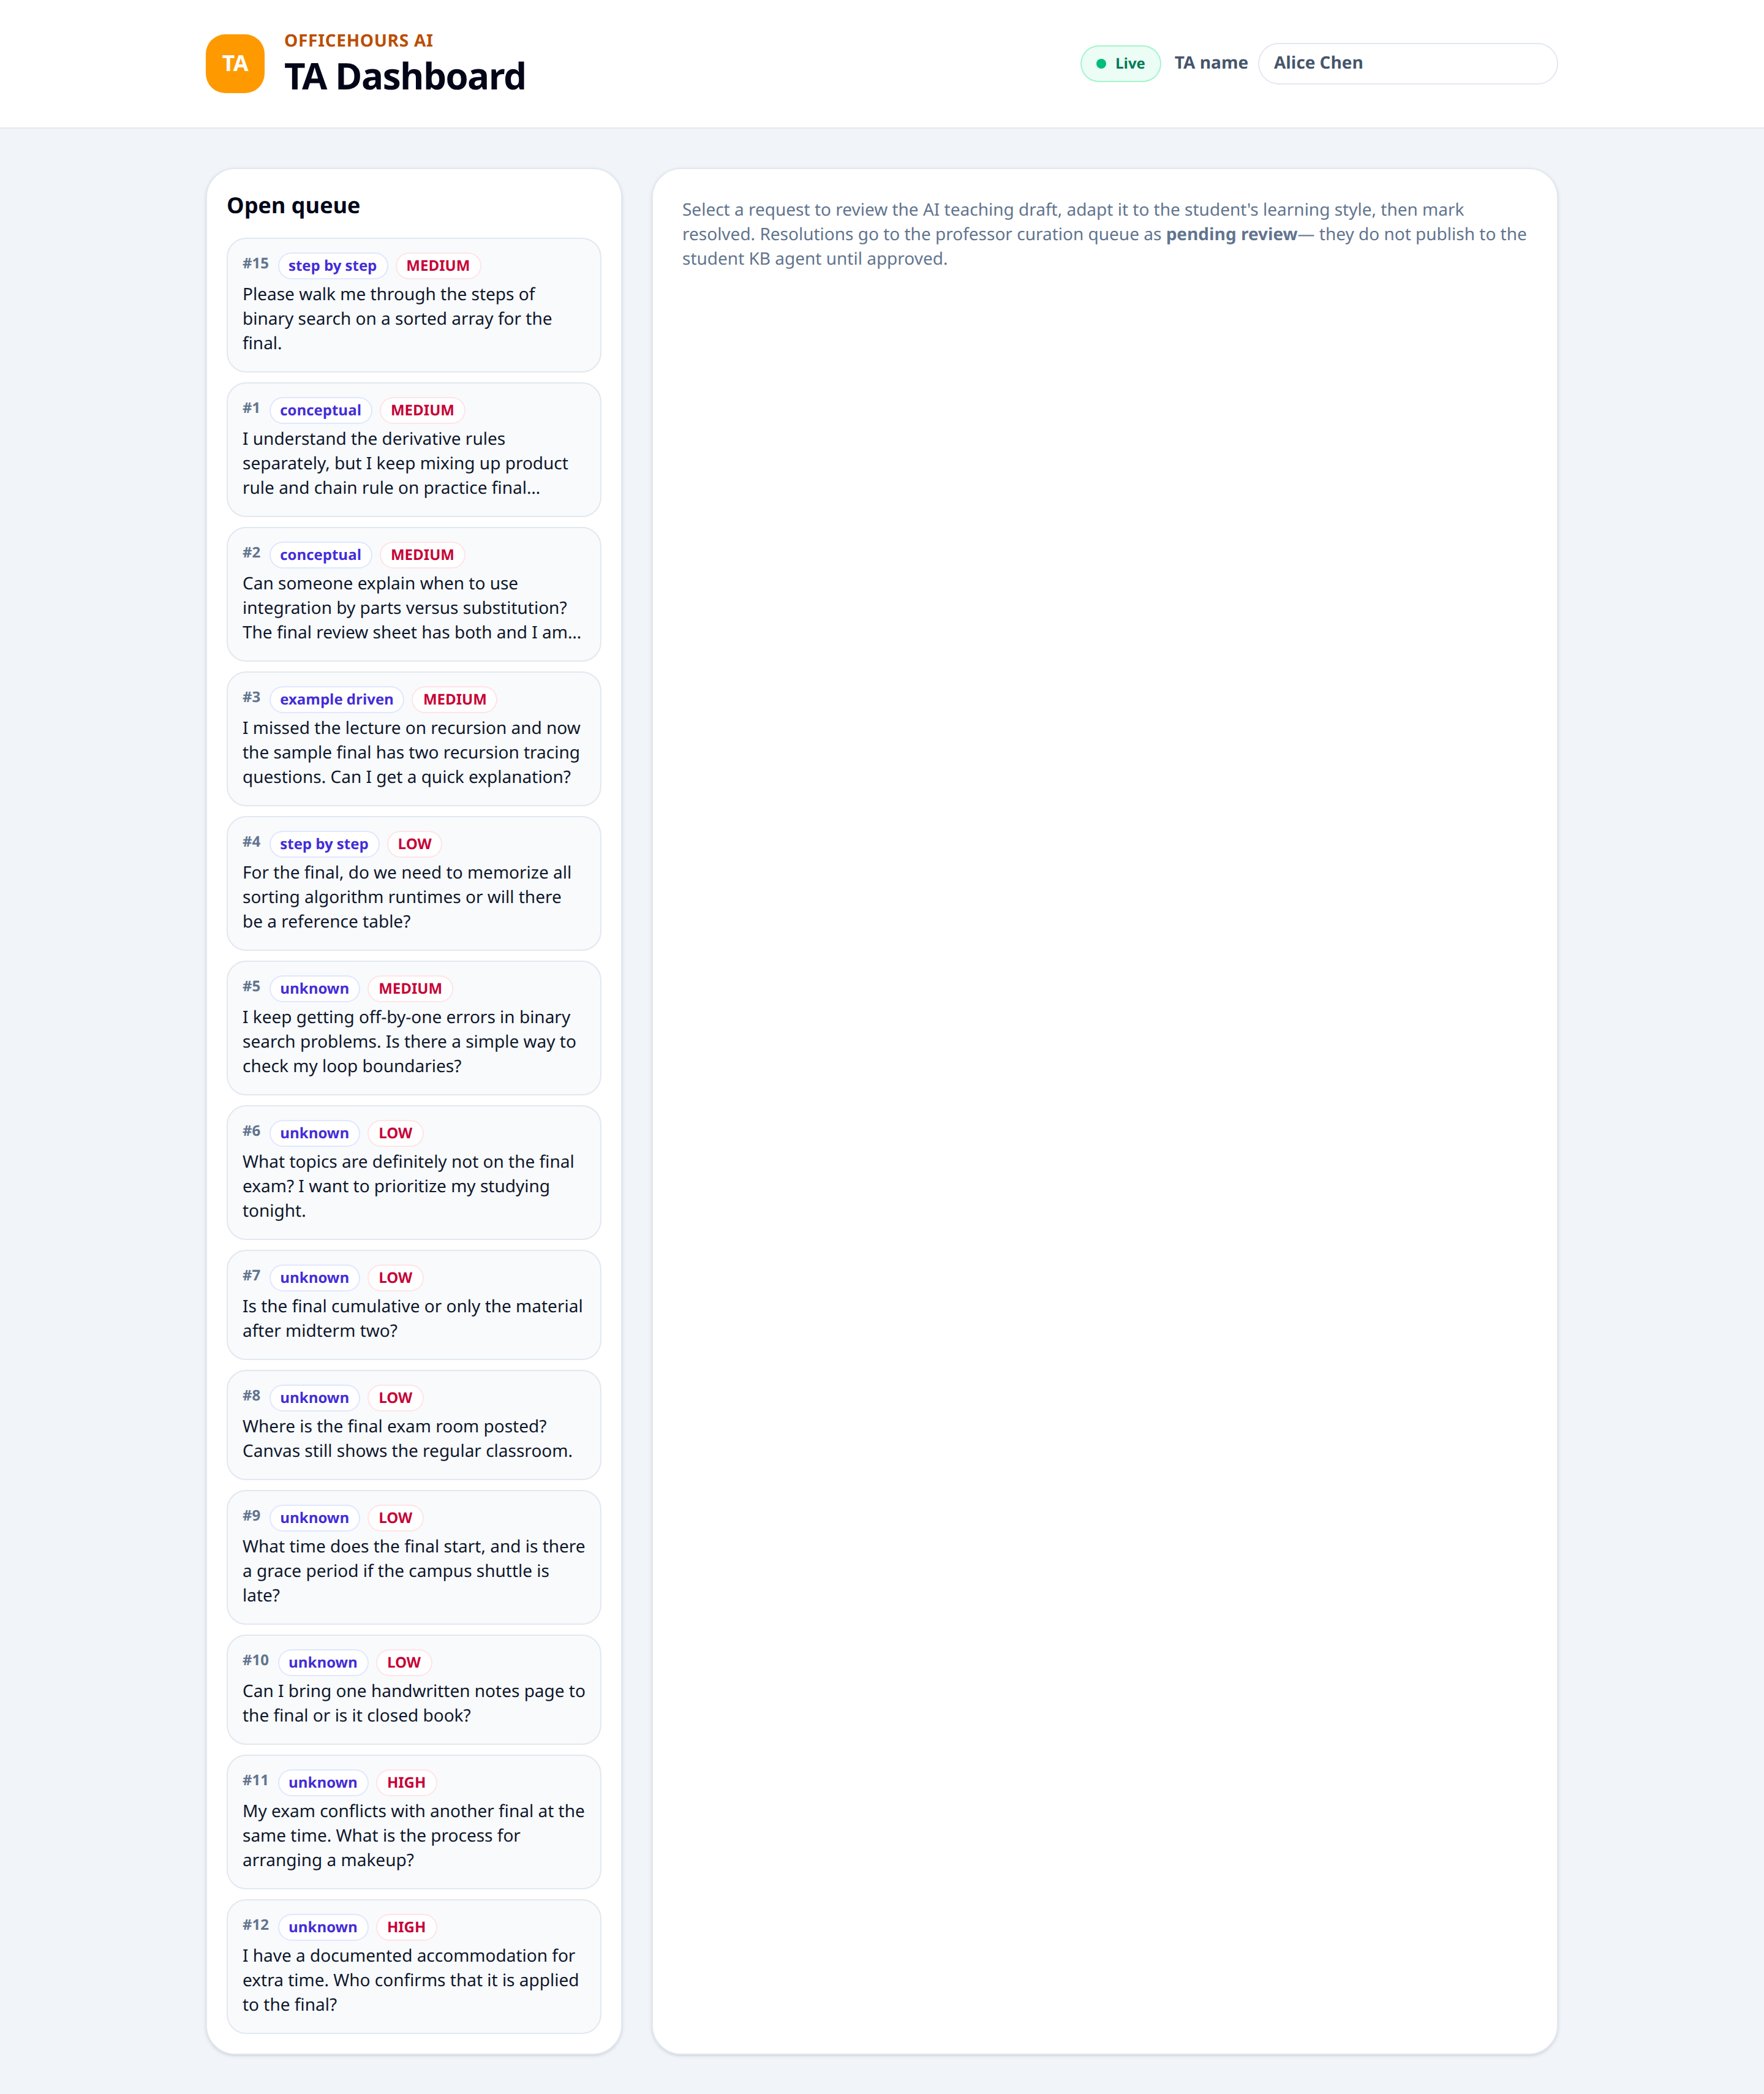 TA
OFFICEHOURS AI
TA Dashboard
Live
TA name
Alice Chen
Open queue
#15 step by step MEDIUM
Please walk me through the steps of
binary search on a sorted array for the
final.
#1 conceptual MEDIUM
I understand the derivative rules
separately, but I keep mixing up product
rule and chain rule on practice final...
#2 conceptual MEDIUM
Can someone explain when to use
integration by parts versus substitution?
The final review sheet has both and I am...
#3 example driven MEDIUM
I missed the lecture on recursion and now
the sample final has two recursion tracing
questions. Can I get a quick explanation?
#4 step by step LOW
For the final, do we need to memorize all
sorting algorithm runtimes or will there
be a reference table?
#5 unknown MEDIUM
I keep getting off-by-one errors in binary
search problems. Is there a simple way to
check my loop boundaries?
#6 unknown LOW
What topics are definitely not on the final
exam? I want to prioritize my studying
tonight.
#7 unknown LOW
Is the final cumulative or only the material
after midterm two?
#8 unknown LOW
Where is the final exam room posted?
Canvas still shows the regular classroom.
#9 unknown LOW
What time does the final start, and is there
a grace period if the campus shuttle is
late?
#10 unknown LOW
Can I bring one handwritten notes page to
the final or is it closed book?
#11 unknown HIGH
My exam conflicts with another final at the
same time. What is the process for
arranging a makeup?
#12 unknown HIGH
I have a documented accommodation for
extra time. Who confirms that it is applied
to the final?
Select a request to review the AI teaching draft, adapt it to the student's learning style, then mark
resolved. Resolutions go to the professor curation queue as pending review— they do not publish to the
student KB agent until approved.